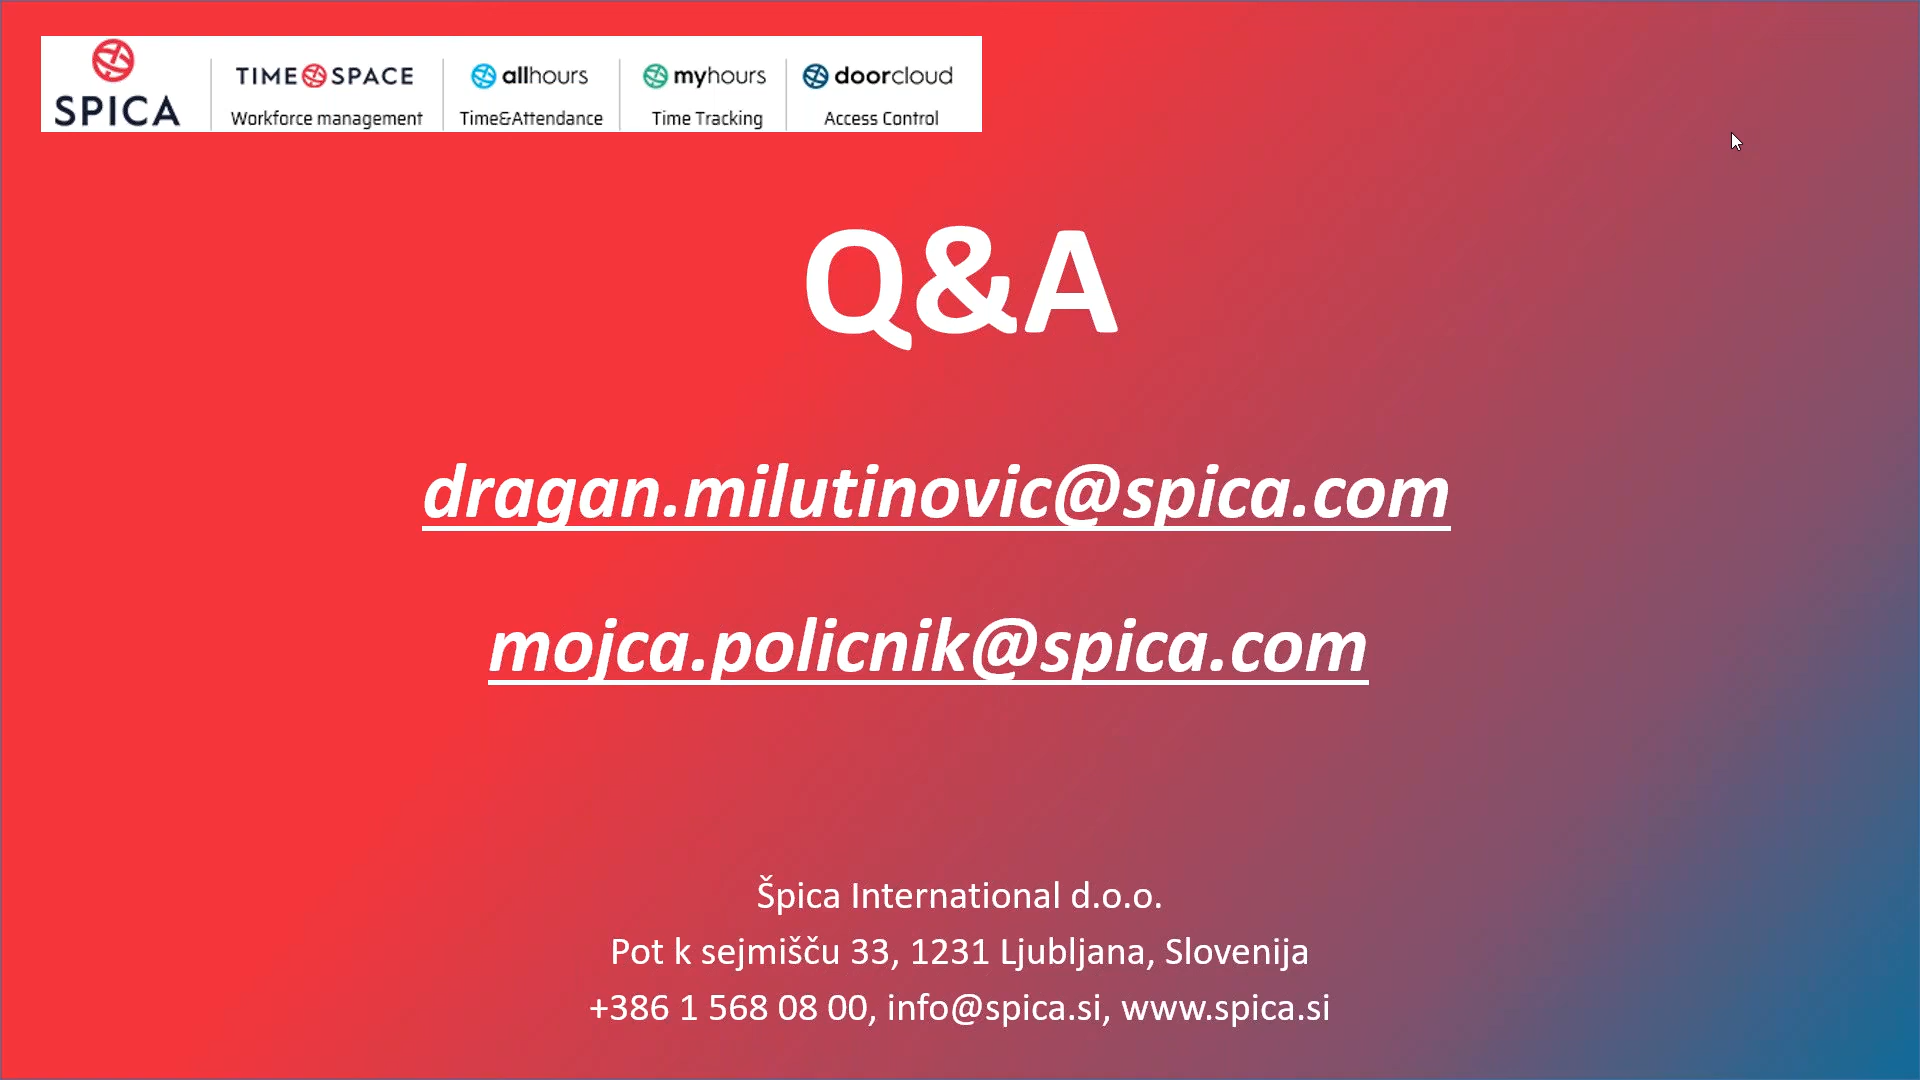 SPICA
TIME SPACE
Workforce management
allhours
Time&Attendance
myhours
Time Tracking
doorcloud
Access Control
Q&A
dragan.milutinovic@spica.com
mojca.policnik@spica.com
Špica International d.o.o.
Pot k sejmišču 33, 1231 Ljubljana, Slovenija
+386 1 568 08 00, info@spica.si, www.spica.si